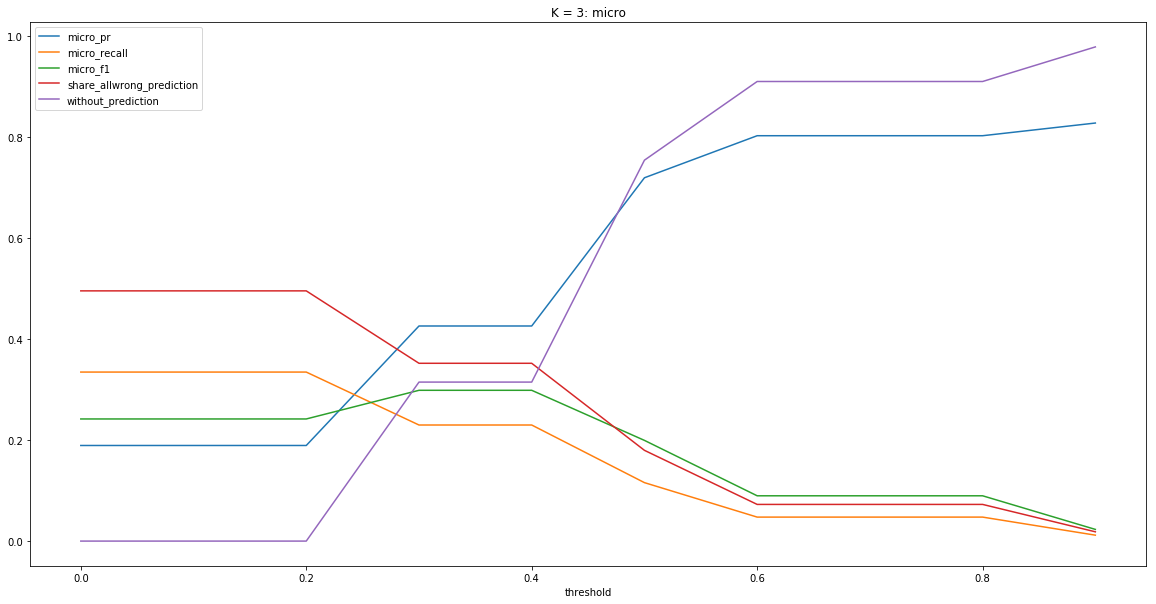 K = 3: micro
micro_pr
micro_recall
micro_f1
share_allwrong_prediction
without_prediction
1.0
0.8
0.6
0.4
0.2
0.0
0.0 0.2 0.4 0.6 0.8
threshold